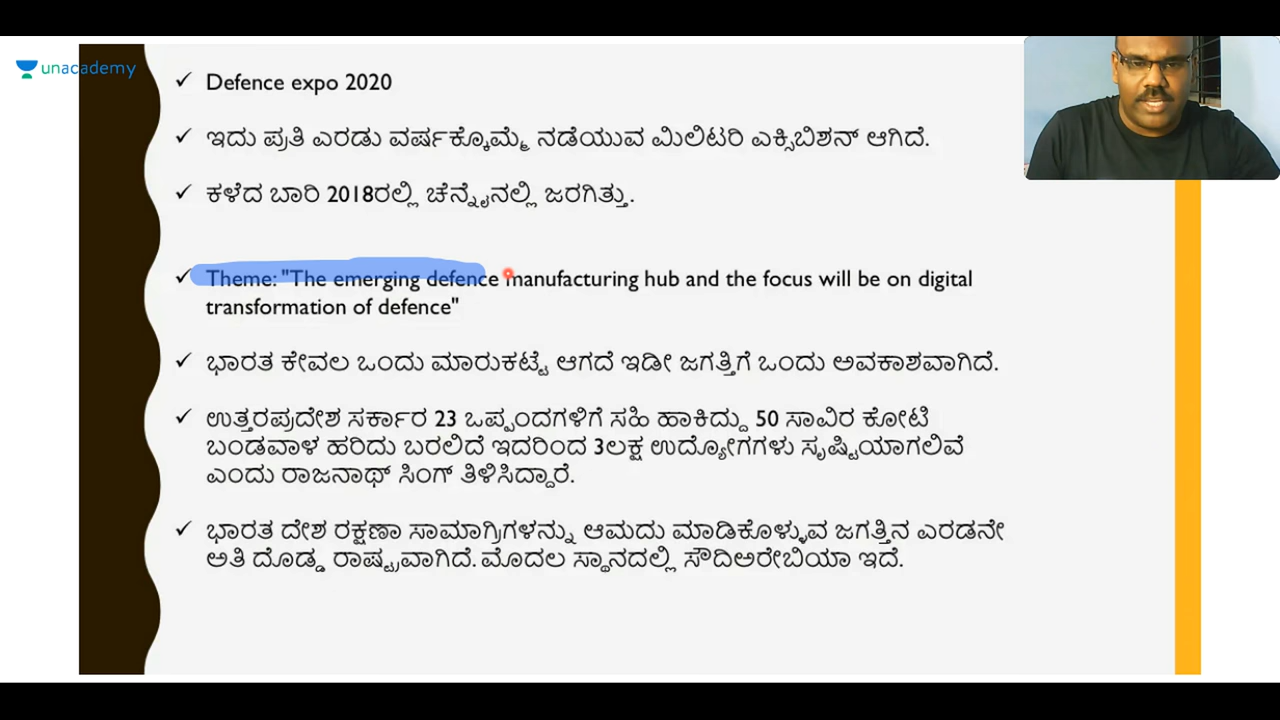 unacademy
Defence expo 2020
ಇದು ಪ್ರತಿ ಎರಡು ವರ್ಷಕ್ಕೊಮ್ಮೆ ನಡೆಯುವ ಮಿಲಿಟರಿ ಎಕ್ಸಿಬಿಶನ್ ಆಗಿದೆ.
ಕಳೆದ ಬಾರಿ 2018ರಲ್ಲಿ ಚೆನ್ನೈನಲ್ಲಿ ಜರಗಿತ್ತು.
Theme: "The emerging defence manufacturing hub and the focus will be on digital
transformation of defence"
ಭಾರತ ಕೇವಲ ಒಂದು ಮಾರುಕಟ್ಟೆ ಆಗದೆ ಇಡೀ ಜಗತ್ತಿಗೆ ಒಂದು ಅವಕಾಶವಾಗಿದೆ.
ಉತ್ತರಪ್ರದೇಶ ಸರ್ಕಾರ 23 ಒಪ್ಪಂದಗಳಿಗೆ ಸಹಿ ಹಾಕಿದ್ದು 50 ಸಾವಿರ ಕೋಟಿ
ಬಂಡವಾಳ ಹರಿದು ಬರಲಿದೆ ಇದರಿಂದ 3ಲಕ್ಷ ಉದ್ಯೋಗಗಳು ಸೃಷ್ಟಿಯಾಗಲಿವೆ
ಎಂದು ರಾಜನಾಥ್ ಸಿಂಗ್ ತಿಳಿಸಿದ್ದಾರೆ.
ಭಾರತ ದೇಶ ರಕ್ಷಣಾ ಸಾಮಾಗ್ರಿಗಳನ್ನು ಆಮದು ಮಾಡಿಕೊಳ್ಳುವ ಜಗತ್ತಿನ ಎರಡನೇ
ಅತಿ ದೊಡ್ಡ ರಾಷ್ಟ್ರವಾಗಿದೆ. ಮೊದಲ ಸ್ಥಾನದಲ್ಲಿ ಸೌದಿಅರೇಬಿಯಾ ಇದೆ.